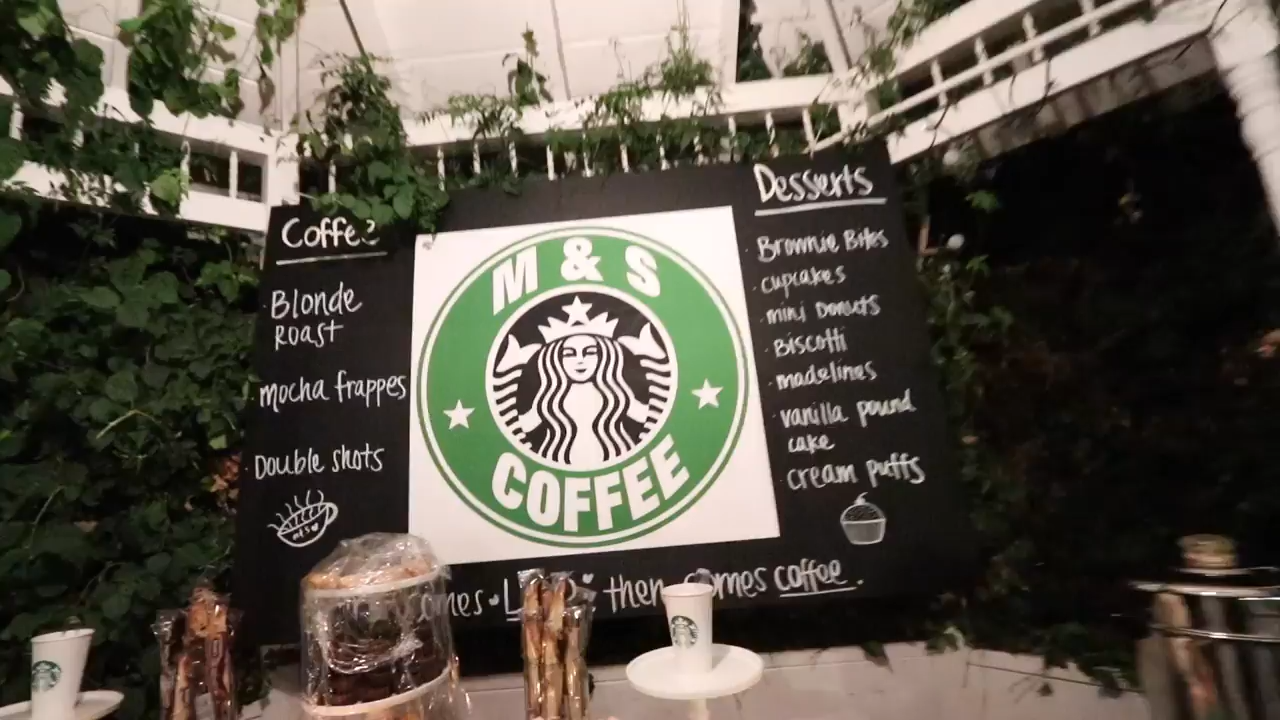 Coffee
Blonde
Roast
mocha frappes
Double shots
M & S
COFFEE
Desserts
Brownie Bites
cupcakes
mini Donuts
Biscotti
madelines
vanilla pound
cake
cream puffs
then comes coffee.